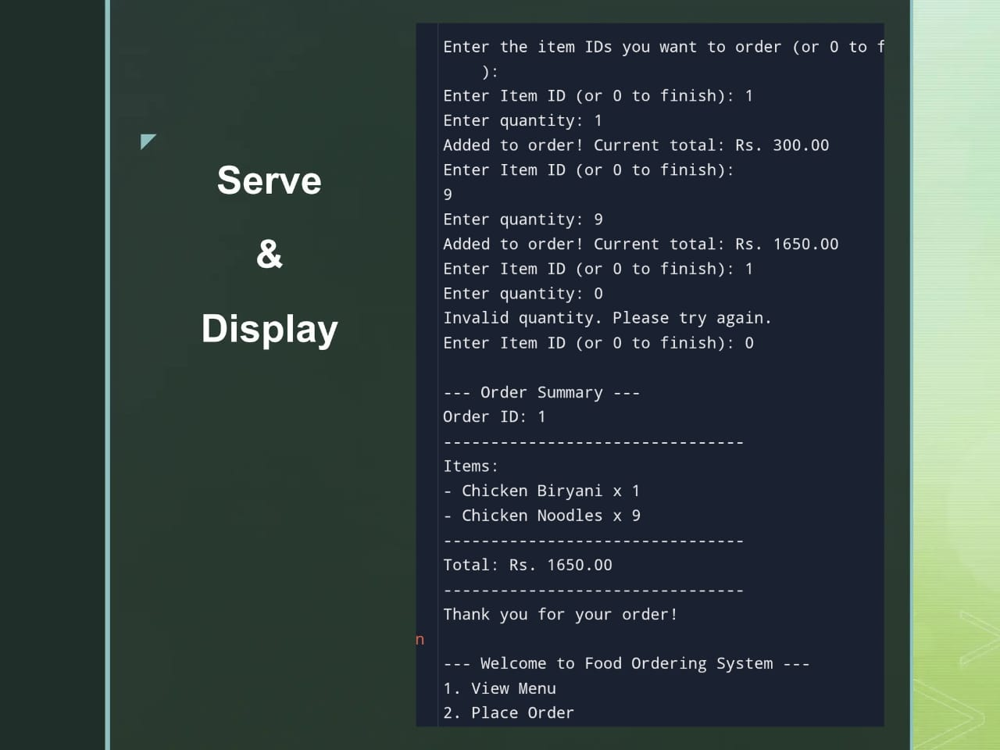 Serve
&
Display
Enter the item IDs you want to order (or 0 to f
):
Enter Item ID (or 0 to finish): 1
Enter quantity: 1
Added to order! Current total: Rs. 300.00
Enter Item ID (or 0 to finish):
9
Enter quantity: 9
Added to order! Current total: Rs. 1650.00
Enter Item ID (or 0 to finish): 1
Enter quantity: 0
Invalid quantity. Please try again.
Enter Item ID (or 0 to finish): 0
--- Order Summary ---
Order ID: 1
--------------------------------
Items:
- Chicken Biryani x 1
- Chicken Noodles x 9
--------------------------------
Total: Rs. 1650.00
--------------------------------
Thank you for your order!
n
--- Welcome to Food Ordering System ---
1. View Menu
2. Place Order